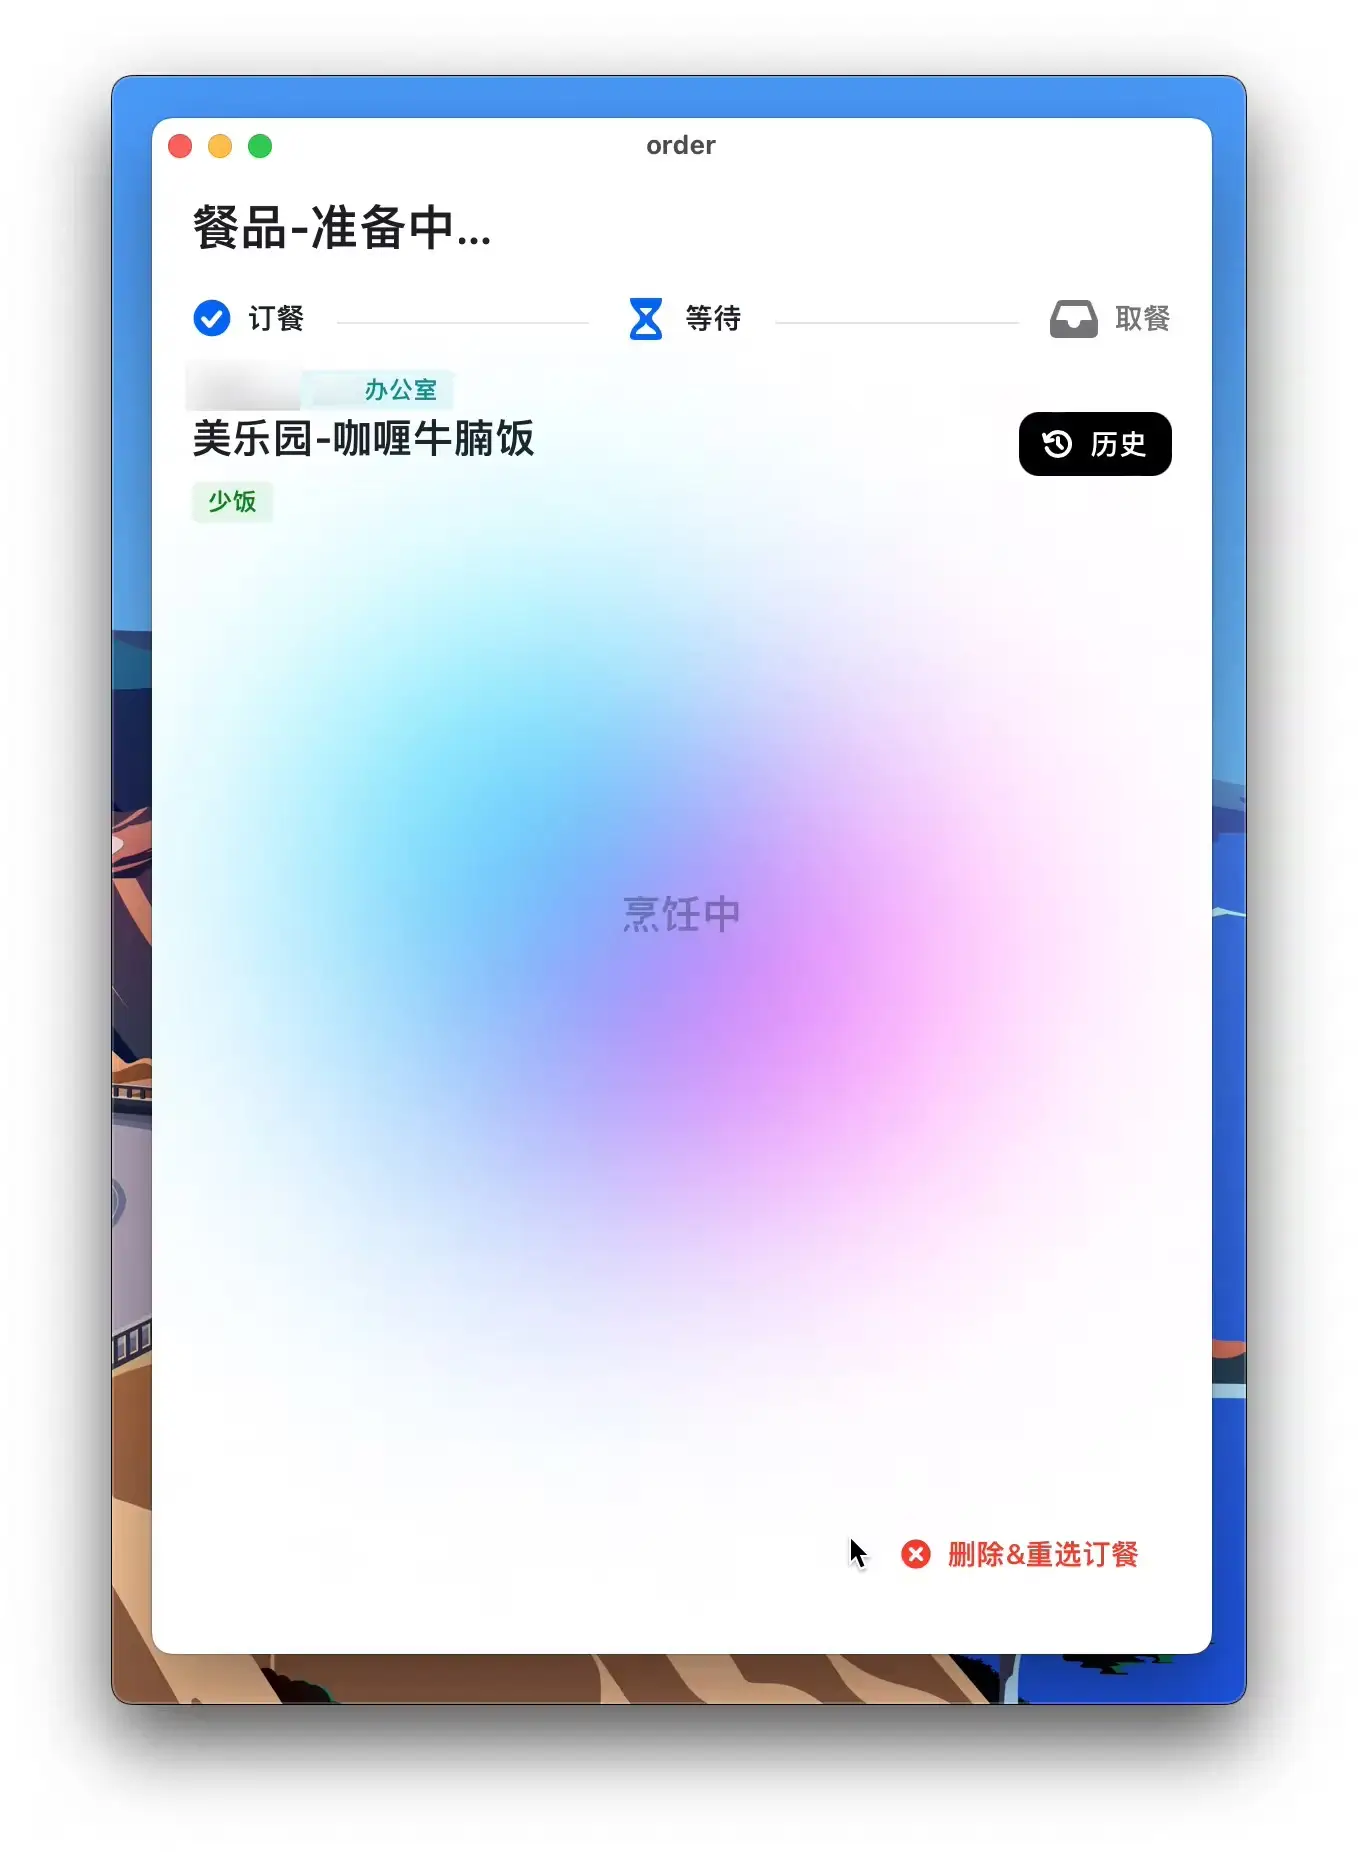 order
餐品-准备中...
订餐
等待
取餐
办公室
美乐园-咖喱牛腩饭
历史
少饭
烹饪中
删除&重选订餐